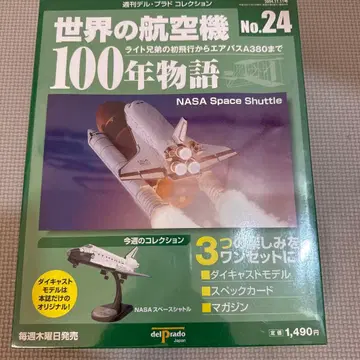 週刊デル・プラド コレクション
世界の航空機
No.24
ライト兄弟の初飛行からエアバスA380まで
100年物語
NASA Space Shuttle
今週のコレクション
ダイキャスト
モデルは
本誌だけの
オリジナル!
NASAスペースシャトル
3つの楽しみを
ワンセットに!
■ダイキャストモデル
■スペックカード
■マガジン
毎週木曜日発売
del Prado
Japan
定価 1,490円